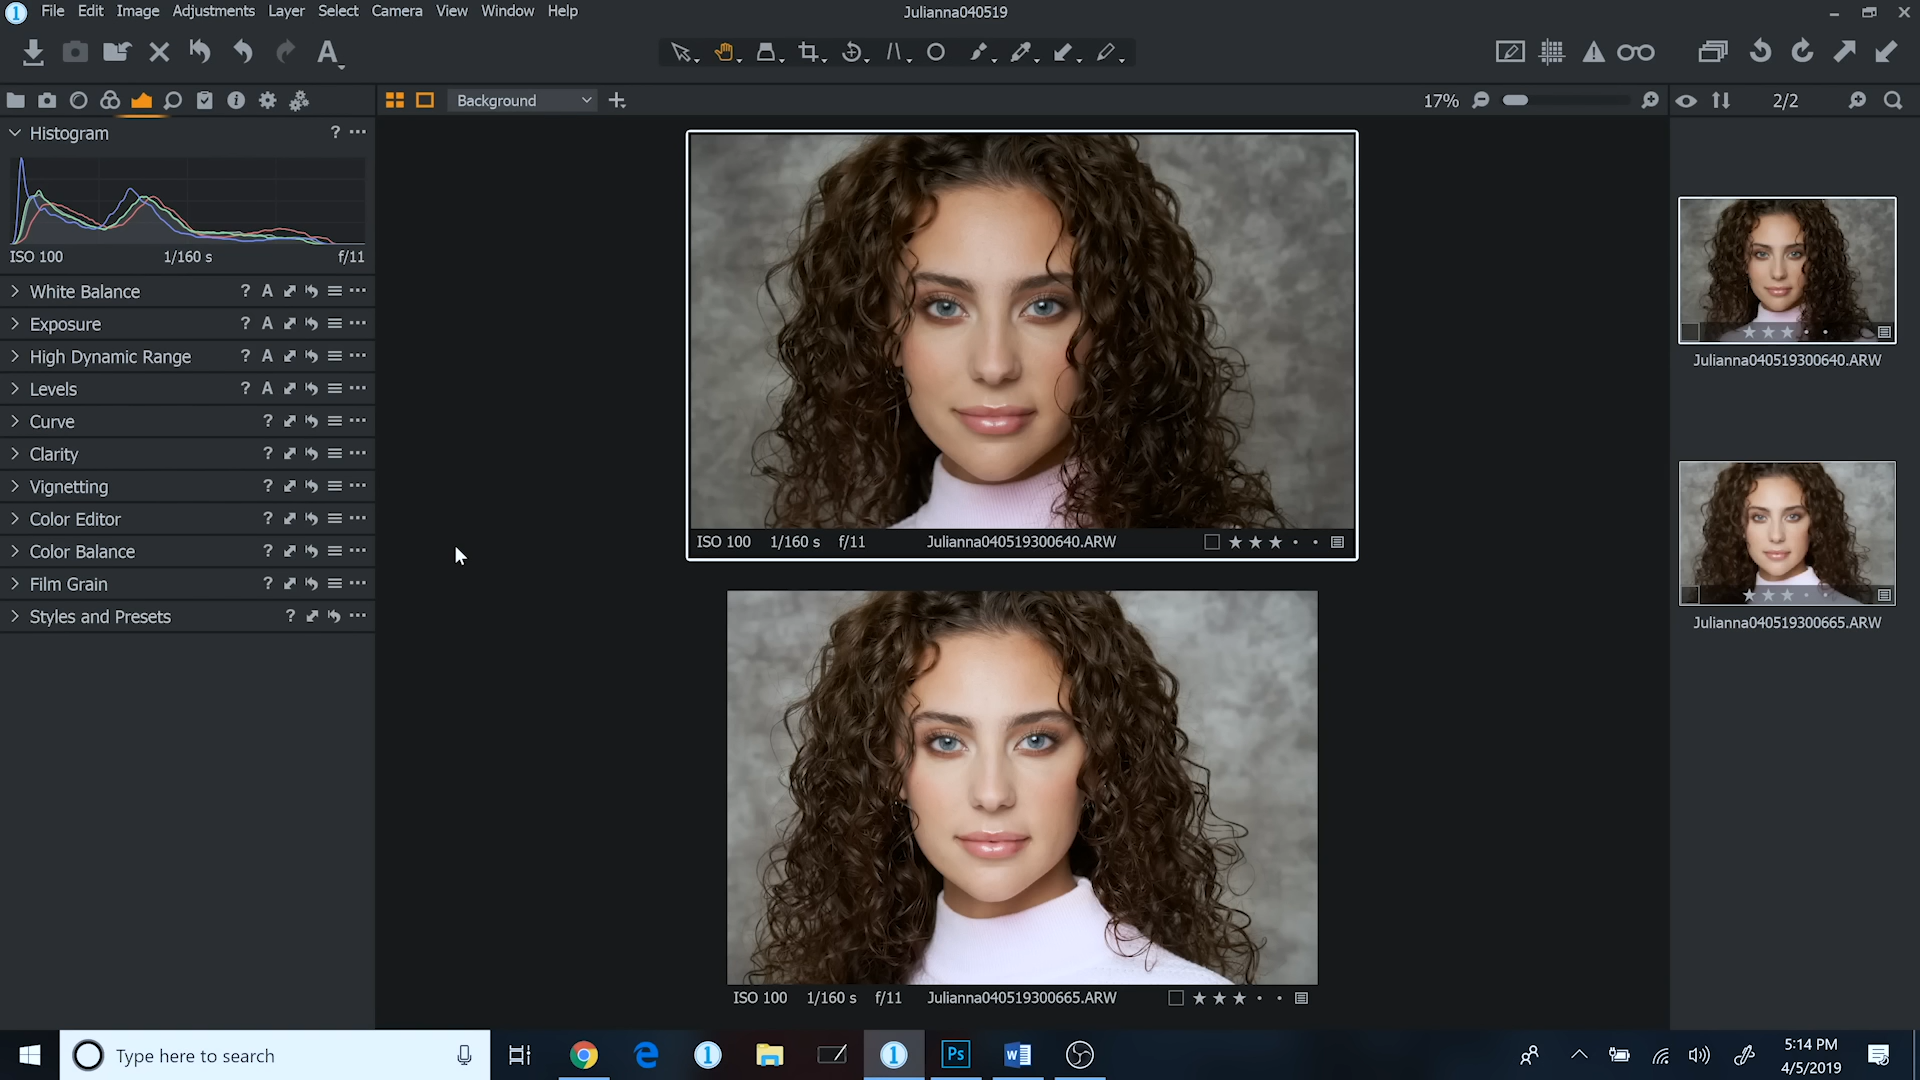 File Edit Image Adjustments Layer Select Camera View Window Help
Julianna040519
A
Background
17%
2/2
Histogram ?
ISO 100 1/160 s f/11
White Balance ? A
Exposure ? A
High Dynamic Range ? A
Levels ? A
Curve ?
Clarity ?
Vignetting ?
Color Editor ?
Color Balance ?
Film Grain ?
Styles and Presets ?
ISO 100 1/160 s f/11 Julianna040519300640.ARW
ISO 100 1/160 s f/11 Julianna040519300665.ARW
Julianna040519300640.ARW
Julianna040519300665.ARW
Type here to search
Ps
5:14 PM
4/5/2019